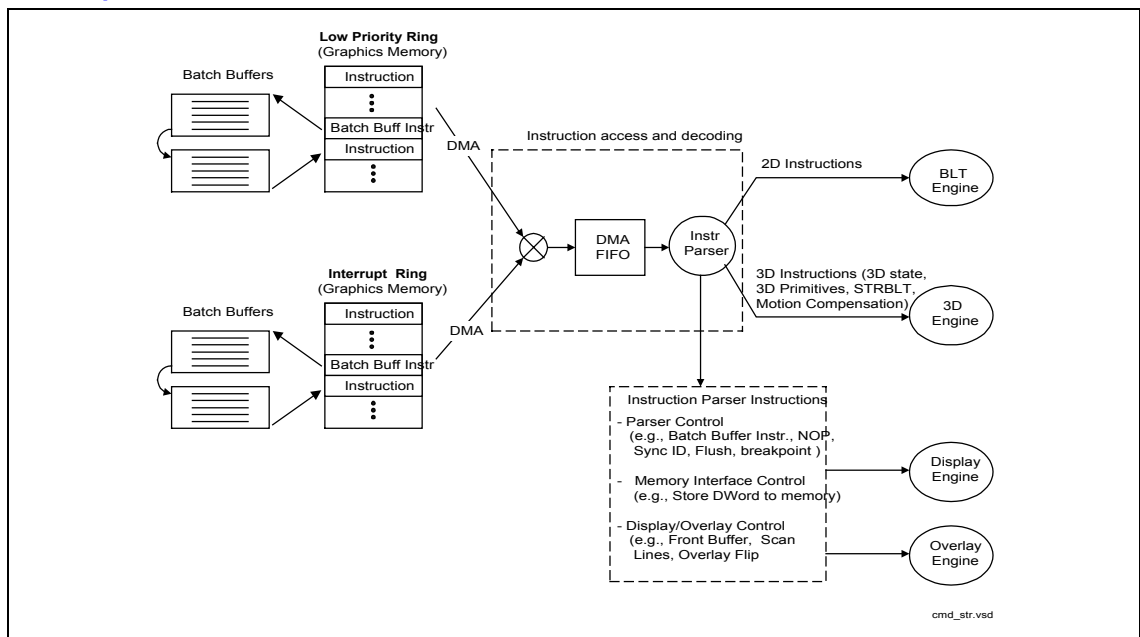 Low Priority Ring
(Graphics Memory)
Batch Buffers
Instruction
Batch Buff Instr
Instruction
DMA
Interrupt Ring
(Graphics Memory)
Batch Buffers
Instruction
Batch Buff Instr
Instruction
DMA
Instruction access and decoding
DMA
FIFO
Instr
Parser
2D Instructions
BLT
Engine
3D Instructions (3D state,
3D Primitives, STRBLT,
Motion Compensation)
3D
Engine
Instruction Parser Instructions
- Parser Control
(e.g., Batch Buffer Instr., NOP,
Sync ID, Flush, breakpoint )
- Memory Interface Control
(e.g., Store DWord to memory)
- Display/Overlay Control
(e.g., Front Buffer, Scan
Lines, Overlay Flip
Display
Engine
Overlay
Engine
cmd_str.vsd